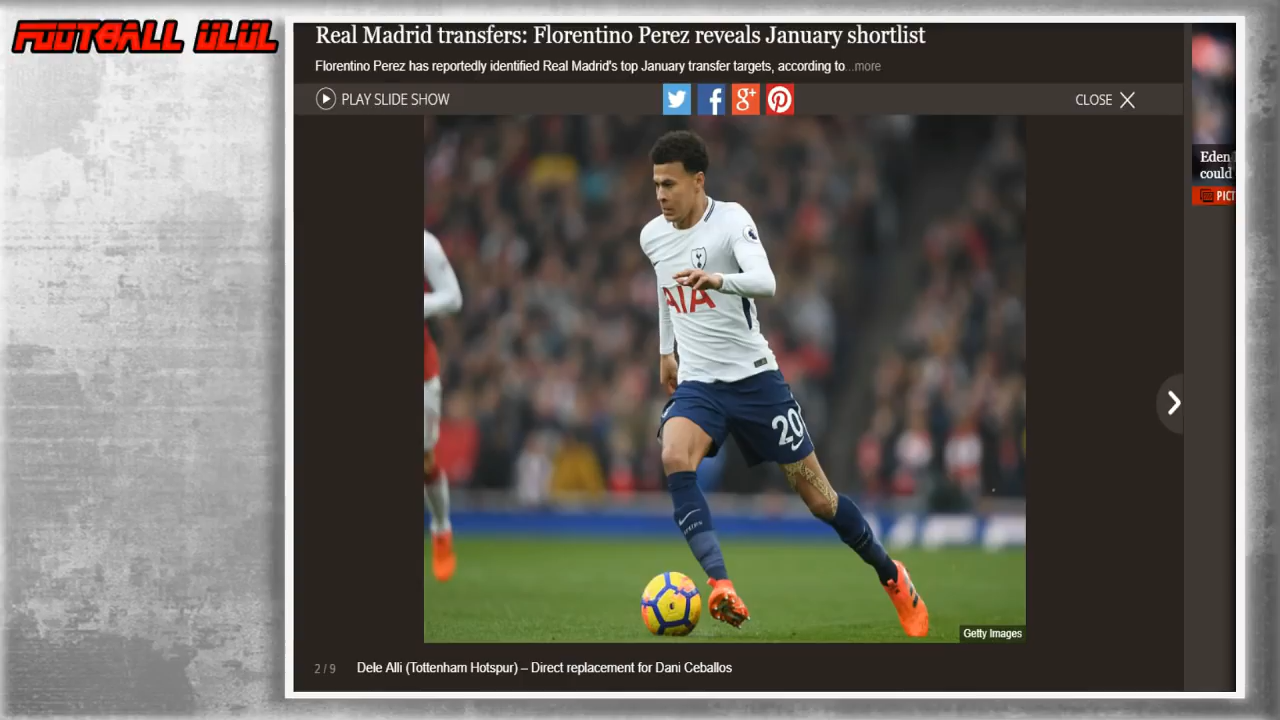 FOOTBALL ULUL
Real Madrid transfers: Florentino Perez reveals January shortlist
Florentino Perez has reportedly identified Real Madrid's top January transfer targets, according to...more
PLAY SLIDE SHOW
CLOSE
Eden
could
PICT
AIA
20
Getty Images
2 / 9
Dele Alli (Tottenham Hotspur) – Direct replacement for Dani Ceballos